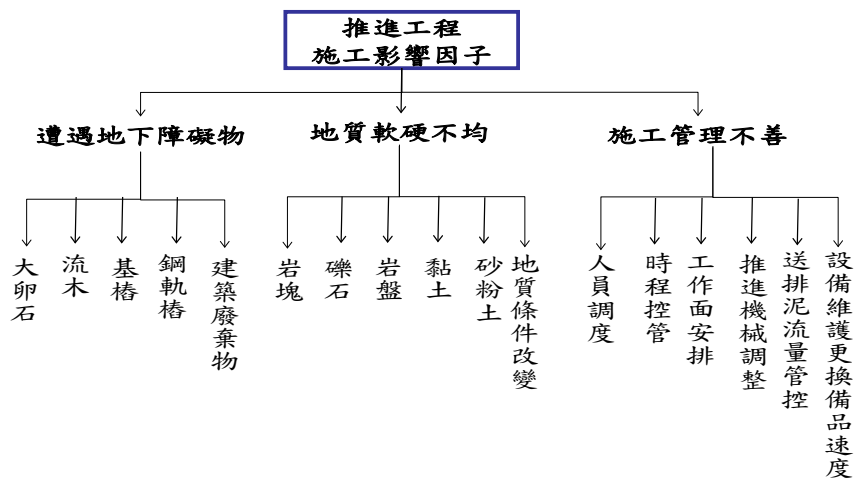 推進工程
施工影響因子
遭遇地下障礙物
地質軟硬不均
施工管理不善
大卵石
流木
基樁
鋼軌樁
建築廢棄物
岩塊
礫石
岩盤
黏土
砂粉土
地質條件改變
人員調度
時程控管
工作面安排
推進機械調整
送排泥流量管控
設備維護更換備品速度